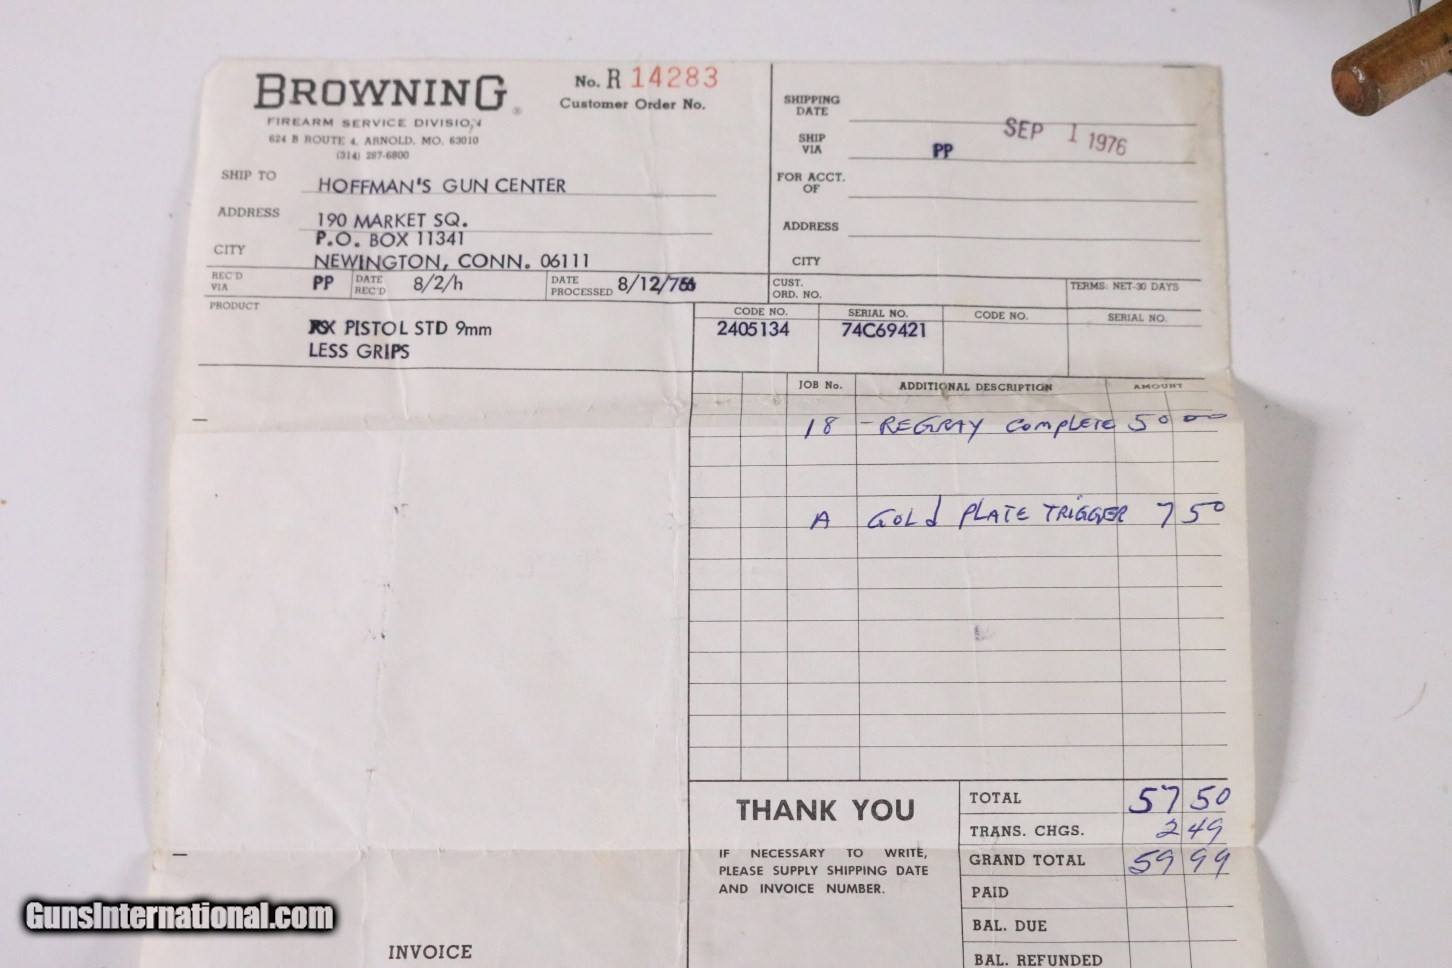 BROWNING®
FIREARM SERVICE DIVISION
624 B ROUTE 4, ARNOLD, MO. 63010
(314) 287-6800
No. R 14283
Customer Order No.
SHIP TO HOFFMAN'S GUN CENTER
ADDRESS 190 MARKET SQ.
P.O. BOX 11341
CITY NEWINGTON, CONN. 06111
SHIPPING DATE SEP 1 1976
SHIP VIA PP
FOR ACCT. OF
ADDRESS
CITY
REC'D VIA PP DATE REC'D 8/2/h DATE PROCESSED 8/12/76
CUST. ORD. NO.
TERMS: NET-30 DAYS
PRODUCT
PISTOL STD 9mm
LESS GRIPS
CODE NO. SERIAL NO. CODE NO. SERIAL NO.
2405134 74C69421
JOB No. ADDITIONAL DESCRIPTION AMOUNT
18 - REGRAY COMPLETE 50 00
A GOLd PLATE TRIGGER 7 50
THANK YOU
IF NECESSARY TO WRITE,
PLEASE SUPPLY SHIPPING DATE
AND INVOICE NUMBER.
TOTAL 57 50
TRANS. CHGS. 2 49
GRAND TOTAL 59 99
PAID
BAL. DUE
BAL. REFUNDED
INVOICE
GunsInternational.com